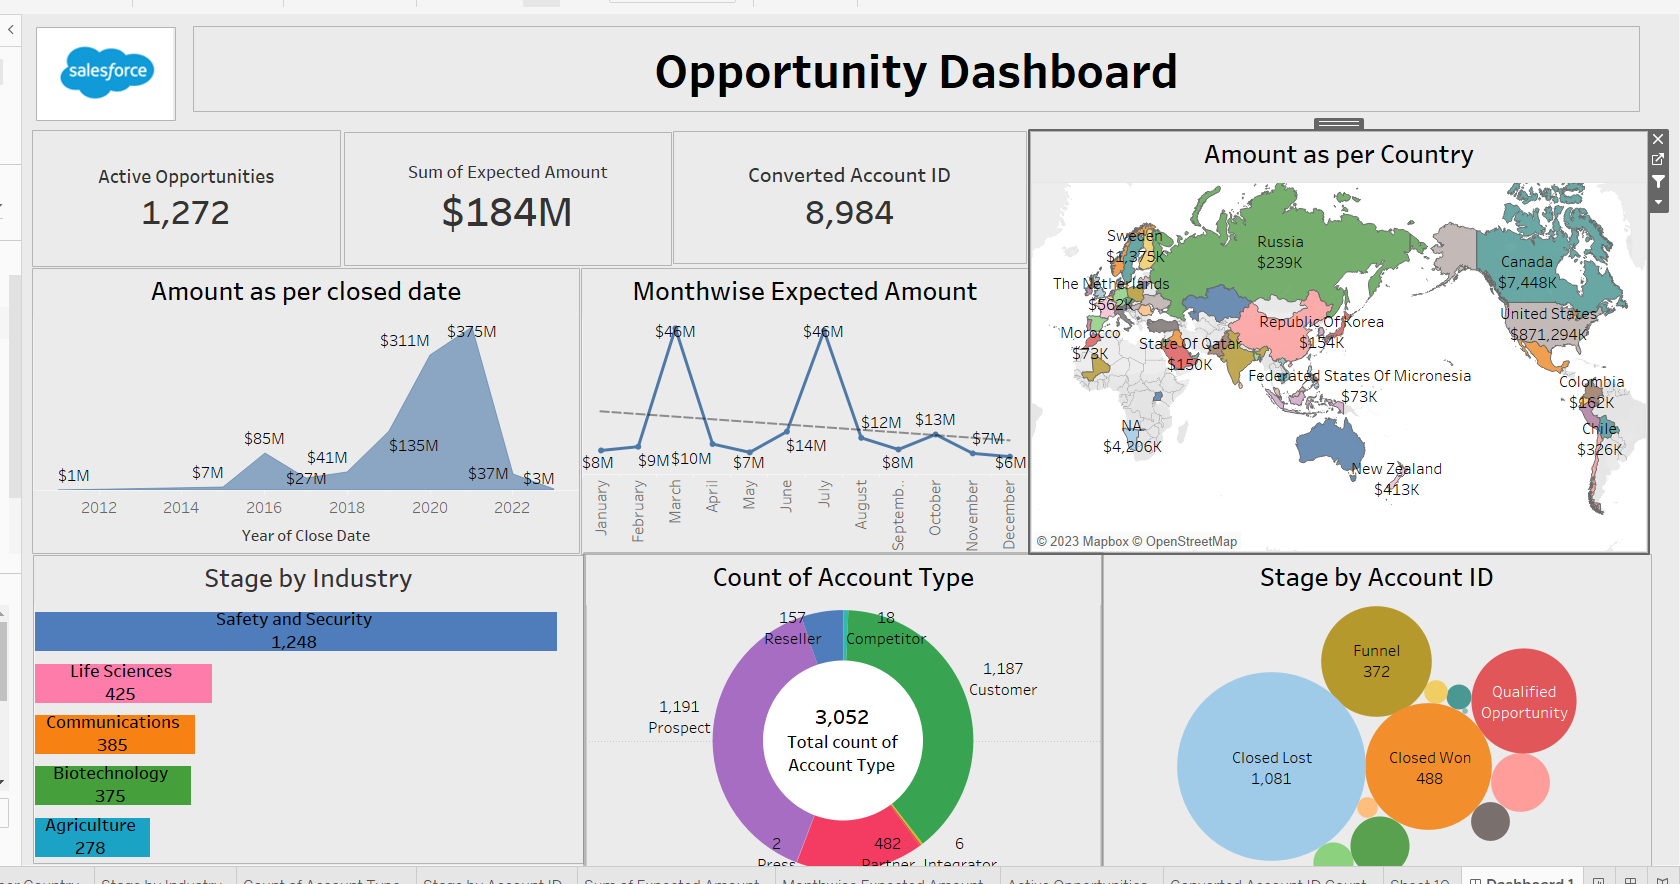 salesforce
Opportunity Dashboard
Active Opportunities
1,272
Sum of Expected Amount
$184M
Converted Account ID
8,984
Amount as per Country
Sweden
$1,375K
Russia
$239K
Canada
$7,448K
The Netherlands
$562K
United States
$871,294K
Republic Of Korea
$154K
Morocco
$73K
State Of Qatar
$150K
Federated States Of Micronesia
$73K
Colombia
$162K
NA
$4,206K
Chile
$326K
New Zealand
$413K
© 2023 Mapbox © OpenStreetMap
Amount as per closed date
$1M
$7M
$85M
$27M
$41M
$135M
$311M
$375M
$37M
$3M
2012
2014
2016
2018
2020
2022
Year of Close Date
Monthwise Expected Amount
$8M
$9M
$46M
$10M
$7M
$14M
$46M
$12M
$8M
$13M
$7M
$6M
January
February
March
April
May
June
July
August
Septemb..
October
November
December
Stage by Industry
Safety and Security
1,248
Life Sciences
425
Communications
385
Biotechnology
375
Agriculture
278
Count of Account Type
157
Reseller
18
Competitor
1,187
Customer
1,191
Prospect
3,052
Total count of
Account Type
2
Press
482
Partner
6
Integrator
Stage by Account ID
Funnel
372
Qualified
Opportunity
Closed Lost
1,081
Closed Won
488
Country
Stage by Industry
Count of Account Type
Stage by Account ID
Sum of Expected Amount
Monthwise Expected Amount
Active Opportunities
Converted Account ID Count
Sheet 10
Dashboard 1